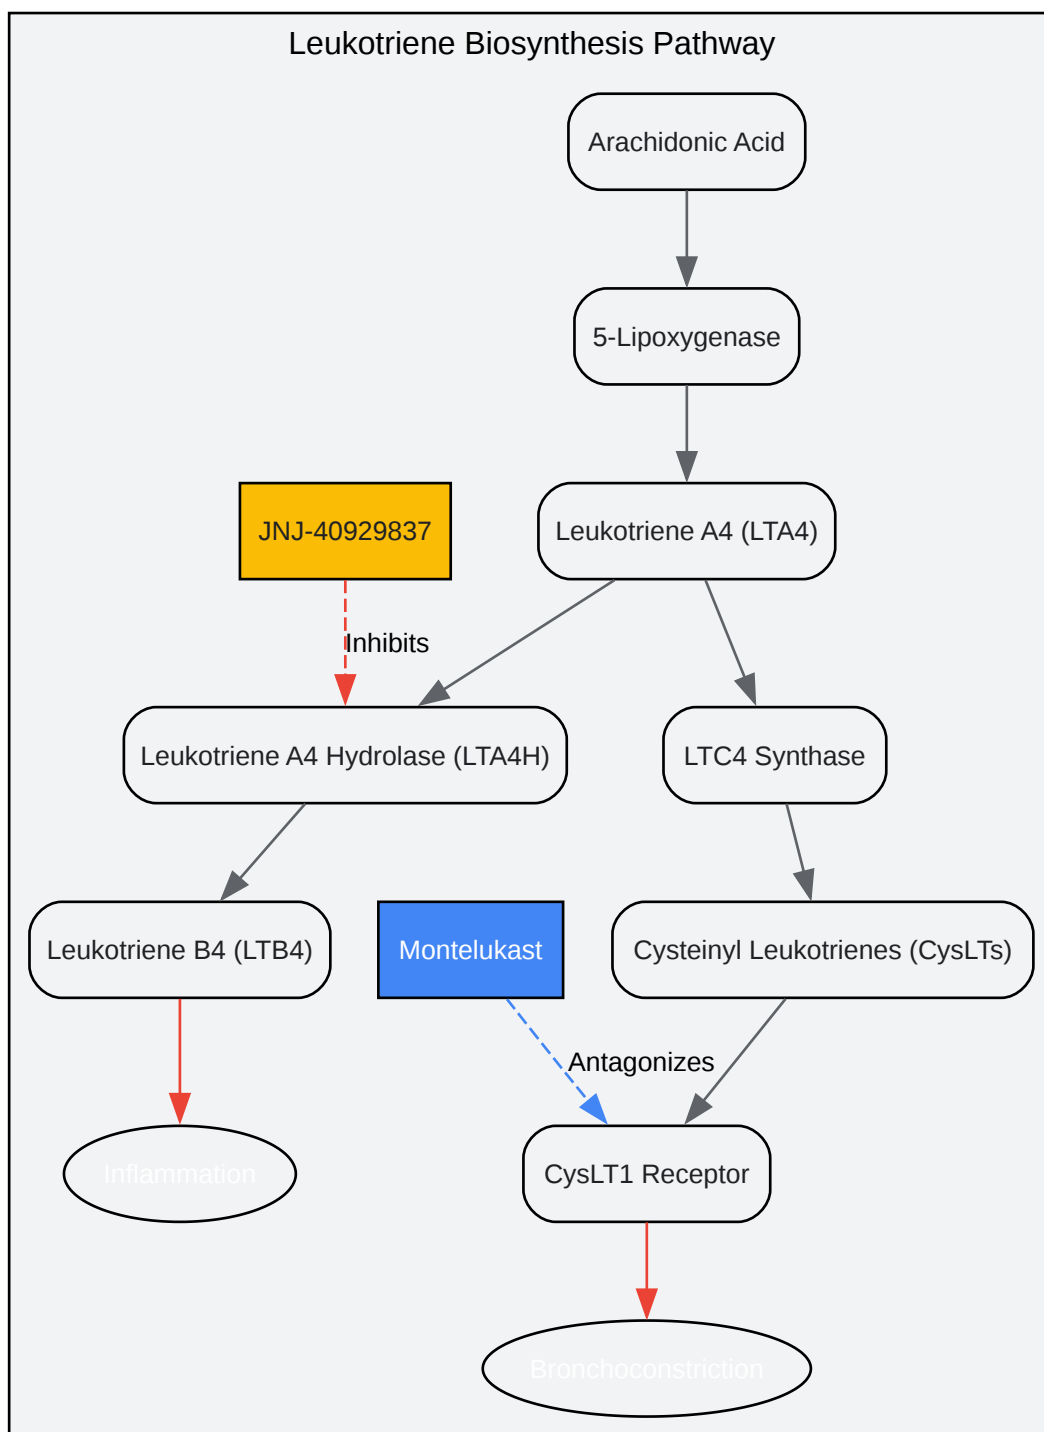 Leukotriene Biosynthesis Pathway
Arachidonic Acid
5-Lipoxygenase
JNJ-40929837
Leukotriene A4 (LTA4)
Inhibits
Leukotriene A4 Hydrolase (LTA4H)
LTC4 Synthase
Leukotriene B4 (LTB4)
Montelukast
Cysteinyl Leukotrienes (CysLTs)
Antagonizes
Inflammation
CysLT1 Receptor
Bronchoconstriction